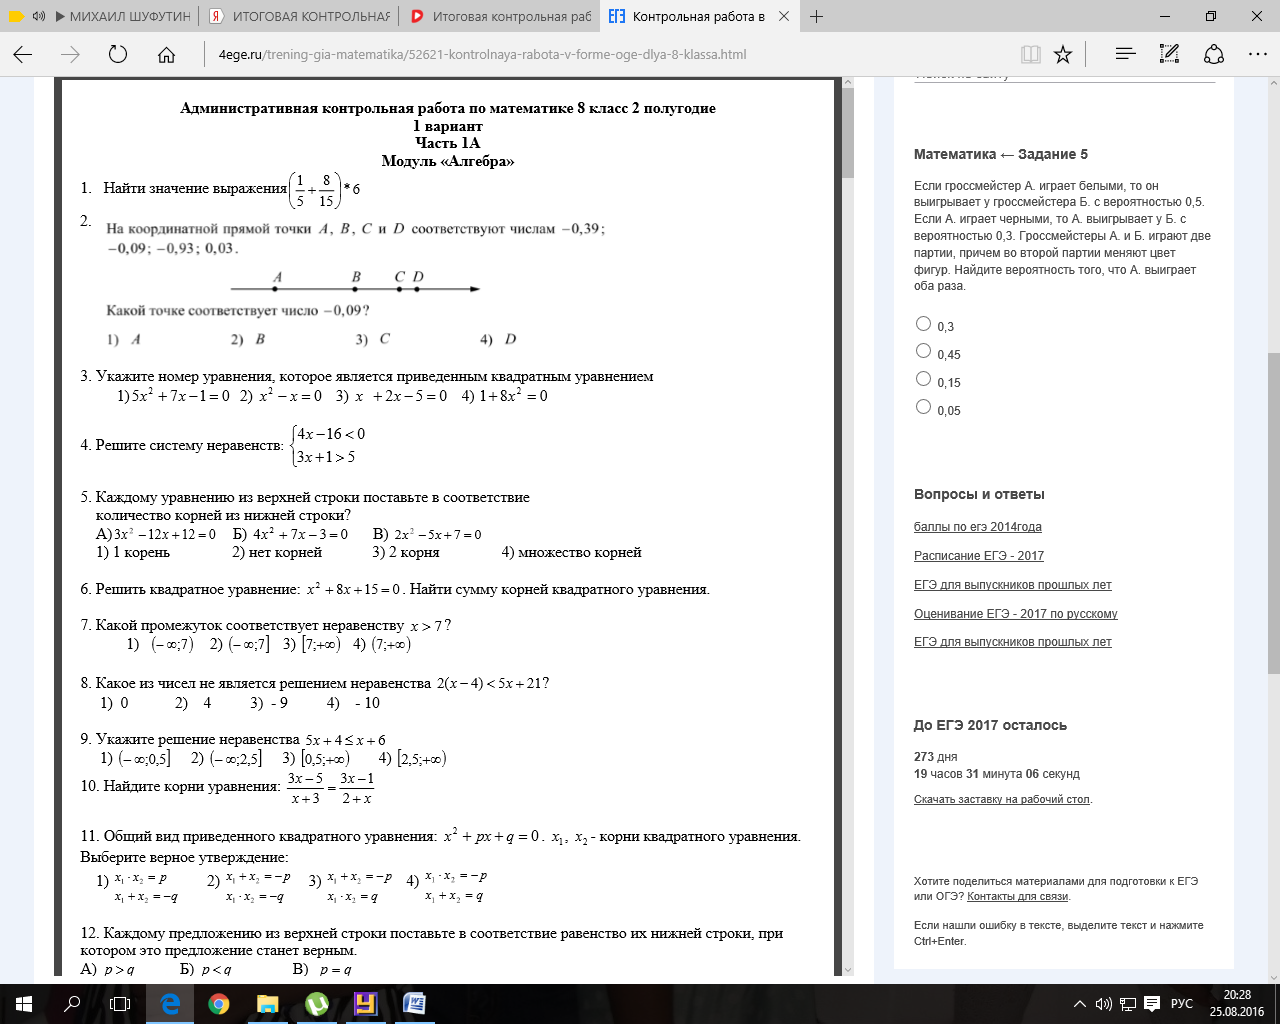 МИХАИЛ ШУФУТИН
ИТОГОВАЯ КОНТРОЛЬНАЯ
Итоговая контрольная раб
Контрольная работа в
4ege.ru/trening-gia-matematika/52621-kontrolnaya-rabota-v-forme-oge-dlya-8-klassa.html
Административная контрольная работа по математике 8 класс 2 полугодие
1 вариант
Часть 1А
Модуль «Алгебра»
1. Найти значение выражения (1/5 + 8/15) * 6
2. На координатной прямой точки A, B, C и D соответствуют числам −0,39;
−0,09; −0,93; 0,03.
A B C D
Какой точке соответствует число −0,09?
1) A 2) B 3) C 4) D
3. Укажите номер уравнения, которое является приведенным квадратным уравнением
1) 5x² + 7x − 1 = 0 2) x² − x = 0 3) x + 2x − 5 = 0 4) 1 + 8x² = 0
4. Решите систему неравенств: {4x − 16 < 0
3x + 1 > 5
5. Каждому уравнению из верхней строки поставьте в соответствие
количество корней из нижней строки?
А) 3x² − 12x + 12 = 0 Б) 4x² + 7x − 3 = 0 В) 2x² − 5x + 7 = 0
1) 1 корень 2) нет корней 3) 2 корня 4) множество корней
6. Решить квадратное уравнение: x² + 8x + 15 = 0. Найти сумму корней квадратного уравнения.
7. Какой промежуток соответствует неравенству x > 7?
1) (−∞;7) 2) (−∞;7] 3) [7;+∞) 4) (7;+∞)
8. Какое из чисел не является решением неравенства 2(x − 4) < 5x + 21?
1) 0 2) 4 3) - 9 4) - 10
9. Укажите решение неравенства 5x + 4 ≤ x + 6
1) (−∞;0,5] 2) (−∞;2,5] 3) [0,5;+∞) 4) [2,5;+∞)
10. Найдите корни уравнения: (3x − 5)/(x + 3) = (3x − 1)/(2 + x)
11. Общий вид приведенного квадратного уравнения: x² + px + q = 0. x₁, x₂ - корни квадратного уравнения.
Выберите верное утверждение:
1) x₁ · x₂ = p 2) x₁ + x₂ = −p 3) x₁ + x₂ = −p 4) x₁ · x₂ = −p
x₁ + x₂ = −q x₁ · x₂ = −q x₁ · x₂ = q x₁ + x₂ = q
12. Каждому предложению из верхней строки поставьте в соответствие равенство их нижней строки, при
котором это предложение станет верным.
А) p > q Б) p < q В) p = q
Математика ← Задание 5
Если гроссмейстер А. играет белыми, то он
выигрывает у гроссмейстера Б. с вероятностью 0,5.
Если А. играет черными, то А. выигрывает у Б. с
вероятностью 0,3. Гроссмейстеры А. и Б. играют две
партии, причем во второй партии меняют цвет
фигур. Найдите вероятность того, что А. выиграет
оба раза.
0,3
0,45
0,15
0,05
Вопросы и ответы
баллы по егэ 2014года
Расписание ЕГЭ - 2017
ЕГЭ для выпускников прошлых лет
Оценивание ЕГЭ - 2017 по русскому
ЕГЭ для выпускников прошлых лет
До ЕГЭ 2017 осталось
273 дня
19 часов 31 минута 06 секунд
Скачать заставку на рабочий стол.
Хотите поделиться материалами для подготовки к ЕГЭ
или ОГЭ? Контакты для связи.
Если нашли ошибку в тексте, выделите текст и нажмите
Ctrl+Enter.
РУС
20:28
25.08.2016